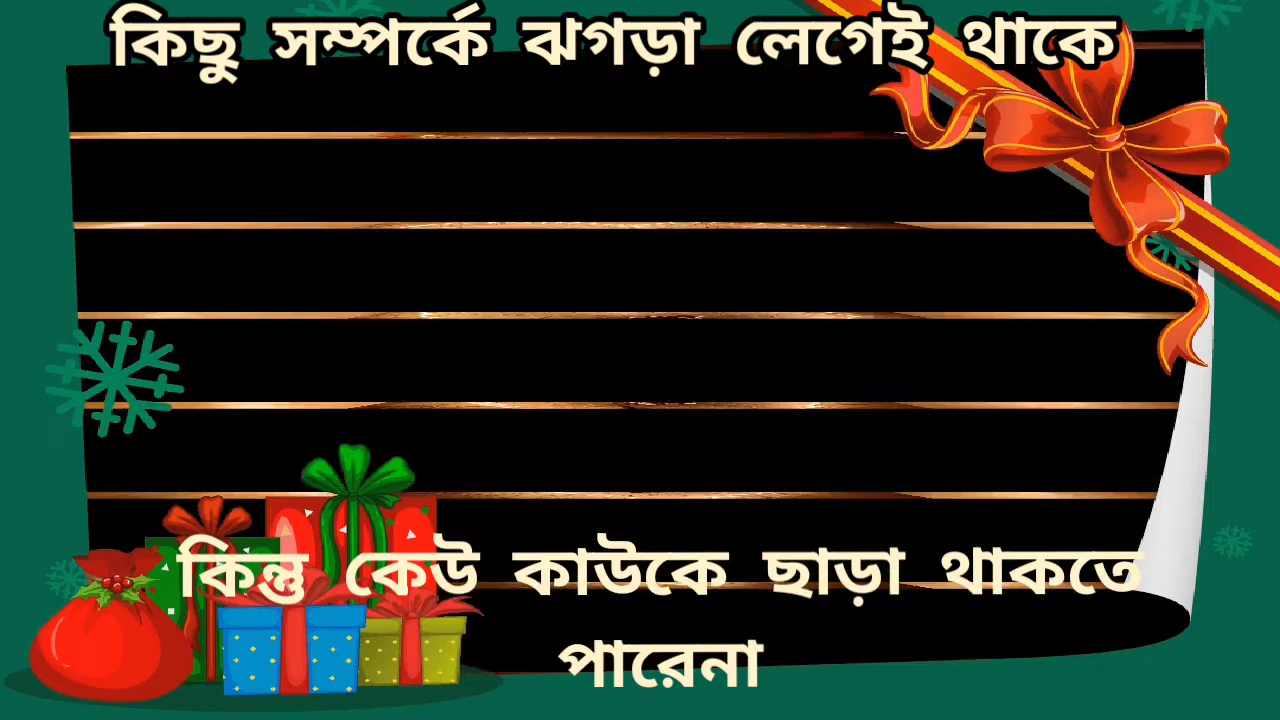 কিছু সম্পর্কে ঝগড়া লেগেই থাকে
কিন্তু কেউ কাউকে ছাড়া থাকতে
পারেনা